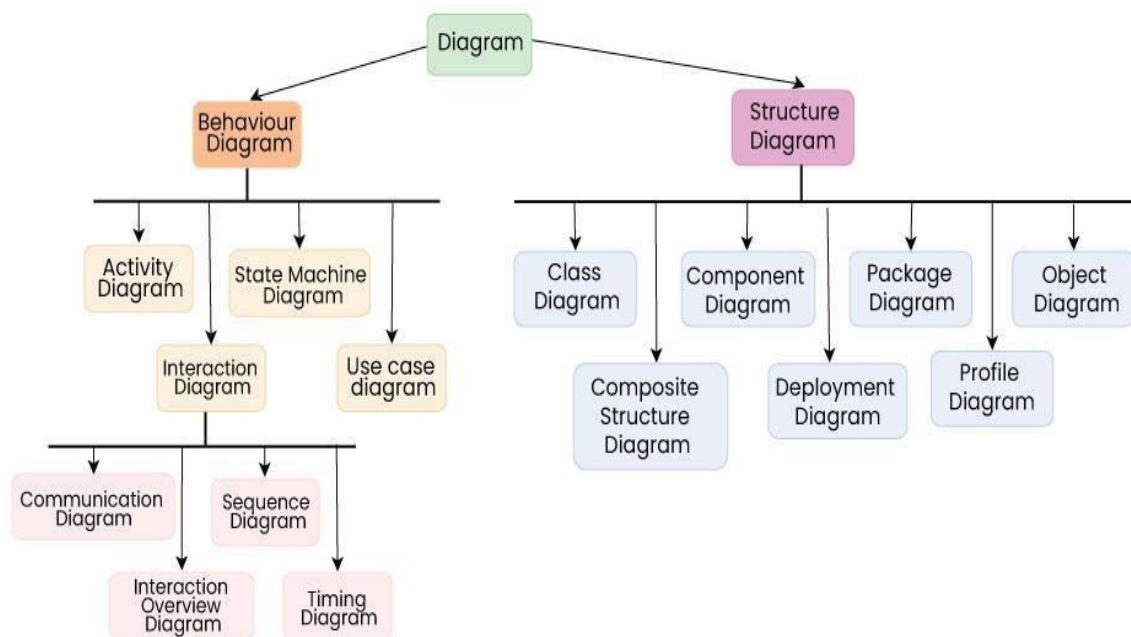 Diagram
Behaviour
Diagram
Structure
Diagram
Activity
Diagram
State Machine
Diagram
Class
Diagram
Component
Diagram
Package
Diagram
Object
Diagram
Interaction
Diagram
Use case
diagram
Composite
Structure
Diagram
Deployment
Diagram
Profile
Diagram
Communication
Diagram
Sequence
Diagram
Interaction
Overview
Diagram
Timing
Diagram